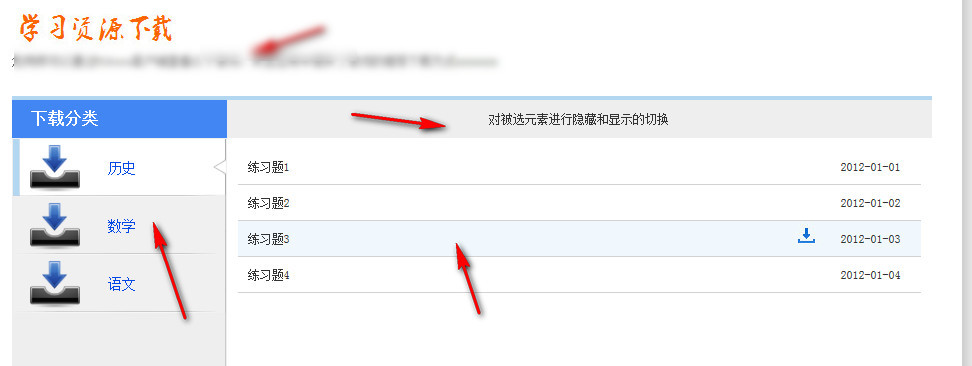 学习资源下载
下载分类
对被选元素进行隐藏和显示的切换
历史
数学
语文
练习题1 2012-01-01
练习题2 2012-01-02
练习题3 2012-01-03
练习题4 2012-01-04